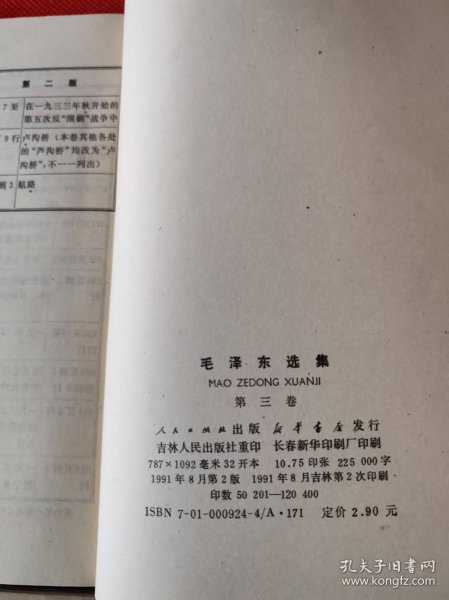 第二版
7至
在一九三三年秋开始的
第五次反“围剿”战争中
9行
卢沟桥（本卷其他各处
的“芦沟桥”均改为“卢
沟桥”，不一一列出）
到3
航路
毛泽东选集
MAO ZEDONG XUANJI
第三卷
人民出版社出版 新华书店发行
吉林人民出版社重印 长春新华印刷厂印刷
787×1092毫米32开本 10.75印张 225 000字
1991年8月第2版 1991年8月吉林第2次印刷
印数50 201—120 400
ISBN 7-01-000924-4/A·171 定价2.90元
孔夫子旧书网
www.kongfz.com